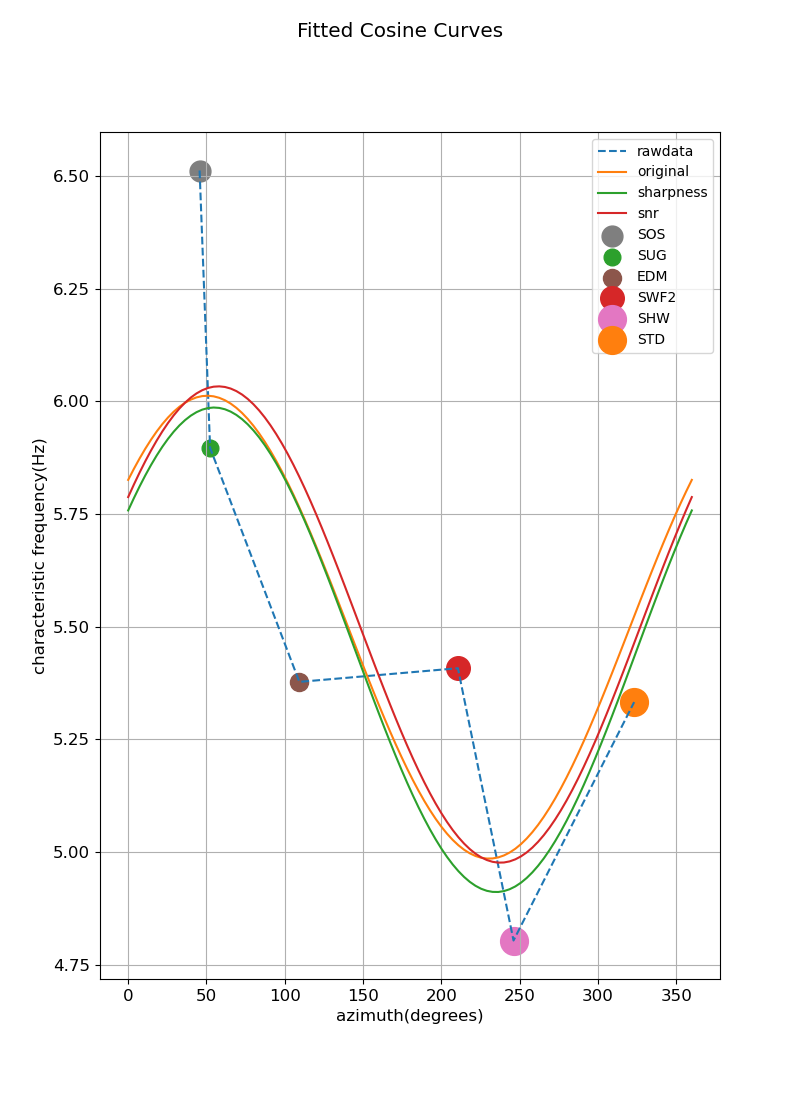 Fitted Cosine Curves
rawdata
original
sharpness
snr
SOS
SUG
EDM
SWF2
SHW
STD
6.50
6.25
6.00
5.75
5.50
5.25
5.00
4.75
characteristic frequency(Hz)
0 50 100 150 200 250 300 350
azimuth(degrees)